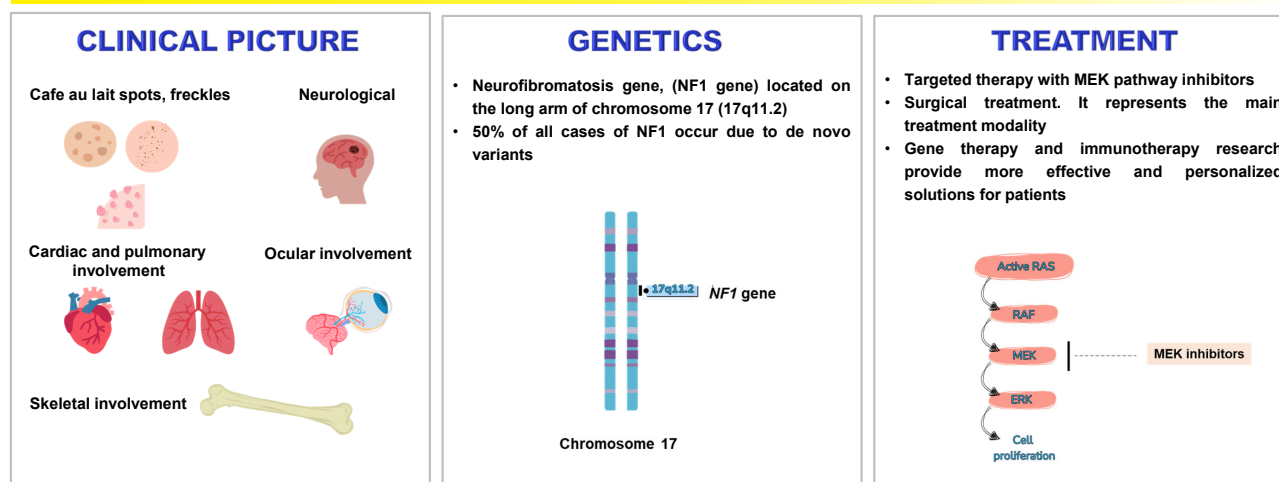 CLINICAL PICTURE
Cafe au lait spots, freckles
Neurological
Cardiac and pulmonary
involvement
Ocular involvement
Skeletal involvement
GENETICS
• Neurofibromatosis gene, (NF1 gene) located on
the long arm of chromosome 17 (17q11.2)
• 50% of all cases of NF1 occur due to de novo
variants
17q11.2
NF1 gene
Chromosome 17
TREATMENT
• Targeted therapy with MEK pathway inhibitors
• Surgical treatment. It represents the main
treatment modality
• Gene therapy and immunotherapy research
provide more effective and personalized
solutions for patients
Active RAS
RAF
MEK
MEK inhibitors
ERK
Cell
proliferation